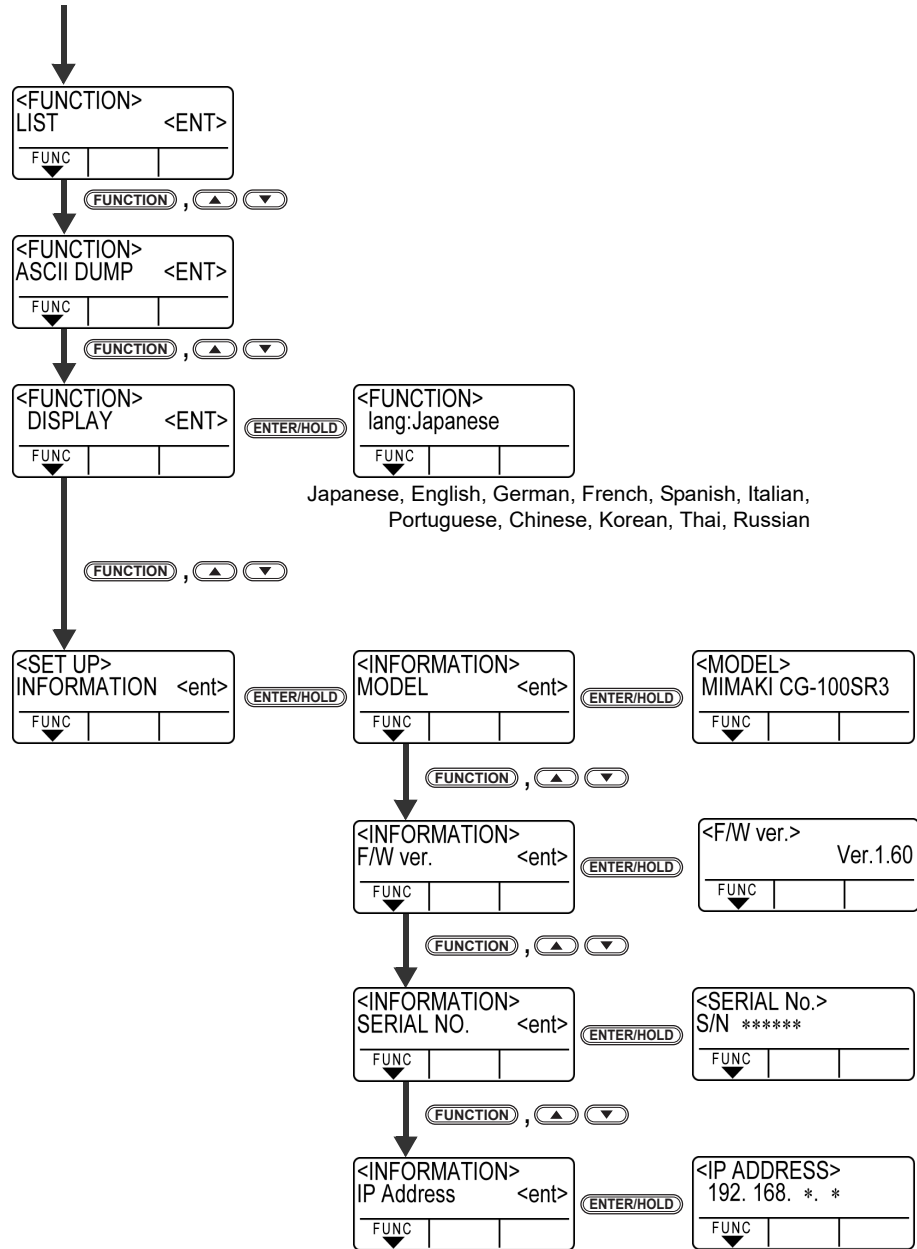 <FUNCTION>
LIST <ENT>
FUNC
FUNCTION , ▲ ▼
<FUNCTION>
ASCII DUMP <ENT>
FUNC
FUNCTION , ▲ ▼
<FUNCTION>
DISPLAY <ENT>
FUNC
ENTER/HOLD
<FUNCTION>
lang:Japanese
FUNC
Japanese, English, German, French, Spanish, Italian,
Portuguese, Chinese, Korean, Thai, Russian
FUNCTION , ▲ ▼
<SET UP>
INFORMATION <ent>
FUNC
ENTER/HOLD
<INFORMATION>
MODEL <ent>
FUNC
ENTER/HOLD
<MODEL>
MIMAKI CG-100SR3
FUNC
FUNCTION , ▲ ▼
<INFORMATION>
F/W ver. <ent>
FUNC
ENTER/HOLD
<F/W ver.>
Ver.1.60
FUNC
FUNCTION , ▲ ▼
<INFORMATION>
SERIAL NO. <ent>
FUNC
ENTER/HOLD
<SERIAL No.>
S/N ******
FUNC
FUNCTION , ▲ ▼
<INFORMATION>
IP Address <ent>
FUNC
ENTER/HOLD
<IP ADDRESS>
192. 168. *. *
FUNC